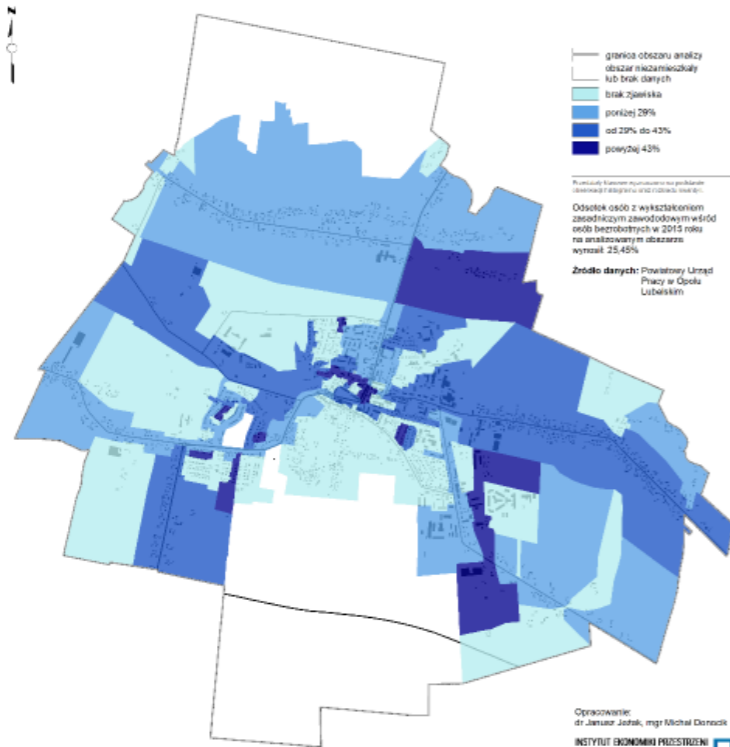 N
granica obszaru analizy
obszar niezamieszkały
lub brak danych
brak zjawiska
poniżej 29%
od 29% do 43%
powyżej 43%
Odsetek osób z wykształceniem
zasadniczym zawododowym wśród
osób bezrobotnych w 2015 roku
na analizowanym obszarze
wynosił: 25,45%
Źródło danych: Powiatowy Urząd
Pracy w Opolu
Lubelskim
Opracowanie:
dr Janusz Jeżak, mgr Michał
INSTYTUT EKONOMIKI PRZESTRZENI